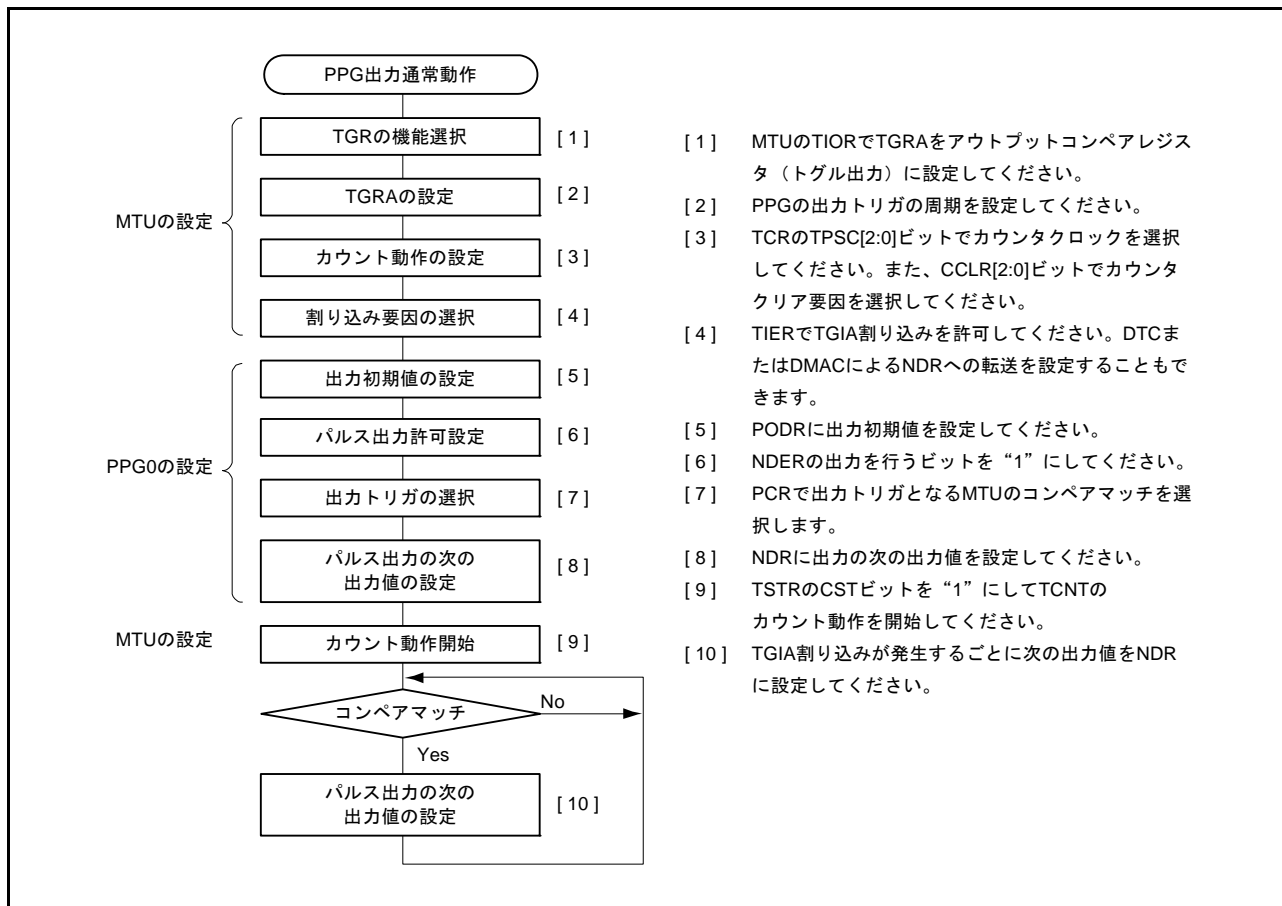 PPG出力通常動作
MTUの設定
TGRの機能選択 [ 1 ]
TGRAの設定 [ 2 ]
カウント動作の設定 [ 3 ]
割り込み要因の選択 [ 4 ]
PPG0の設定
出力初期値の設定 [ 5 ]
パルス出力許可設定 [ 6 ]
出力トリガの選択 [ 7 ]
パルス出力の次の
出力値の設定 [ 8 ]
MTUの設定
カウント動作開始 [ 9 ]
コンペアマッチ No
Yes
パルス出力の次の
出力値の設定 [ 10 ]
[ 1 ] MTUのTIORでTGRAをアウトプットコンペアレジス
タ（トグル出力）に設定してください。
[ 2 ] PPGの出力トリガの周期を設定してください。
[ 3 ] TCRのTPSC[2:0]ビットでカウンタクロックを選択
してください。また、CCLR[2:0]ビットでカウンタ
クリア要因を選択してください。
[ 4 ] TIERでTGIA割り込みを許可してください。DTCま
たはDMACによるNDRへの転送を設定することもで
きます。
[ 5 ] PODRに出力初期値を設定してください。
[ 6 ] NDERの出力を行うビットを“1”にしてください。
[ 7 ] PCRで出力トリガとなるMTUのコンペアマッチを選
択します。
[ 8 ] NDRに出力の次の出力値を設定してください。
[ 9 ] TSTRのCSTビットを“1”にしてTCNTの
カウント動作を開始してください。
[ 10 ] TGIA割り込みが発生するごとに次の出力値をNDR
に設定してください。